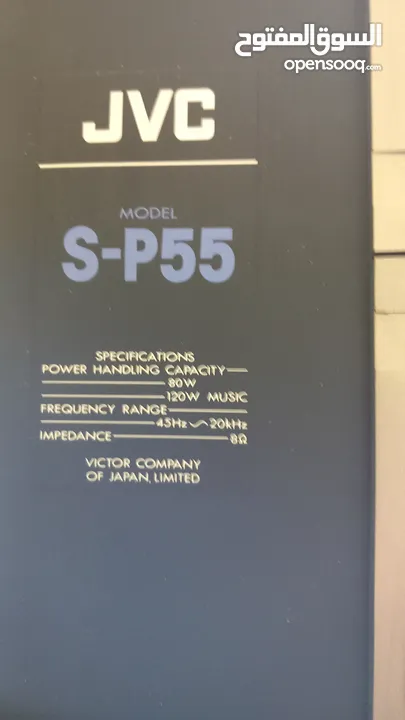 السوق المفتوح
opensooq.com
JVC
MODEL
S-P55
SPECIFICATIONS
POWER HANDLING CAPACITY
80W
120W MUSIC
FREQUENCY RANGE
45Hz ~ 20kHz
IMPEDANCE 8Ω
VICTOR COMPANY
OF JAPAN, LIMITED